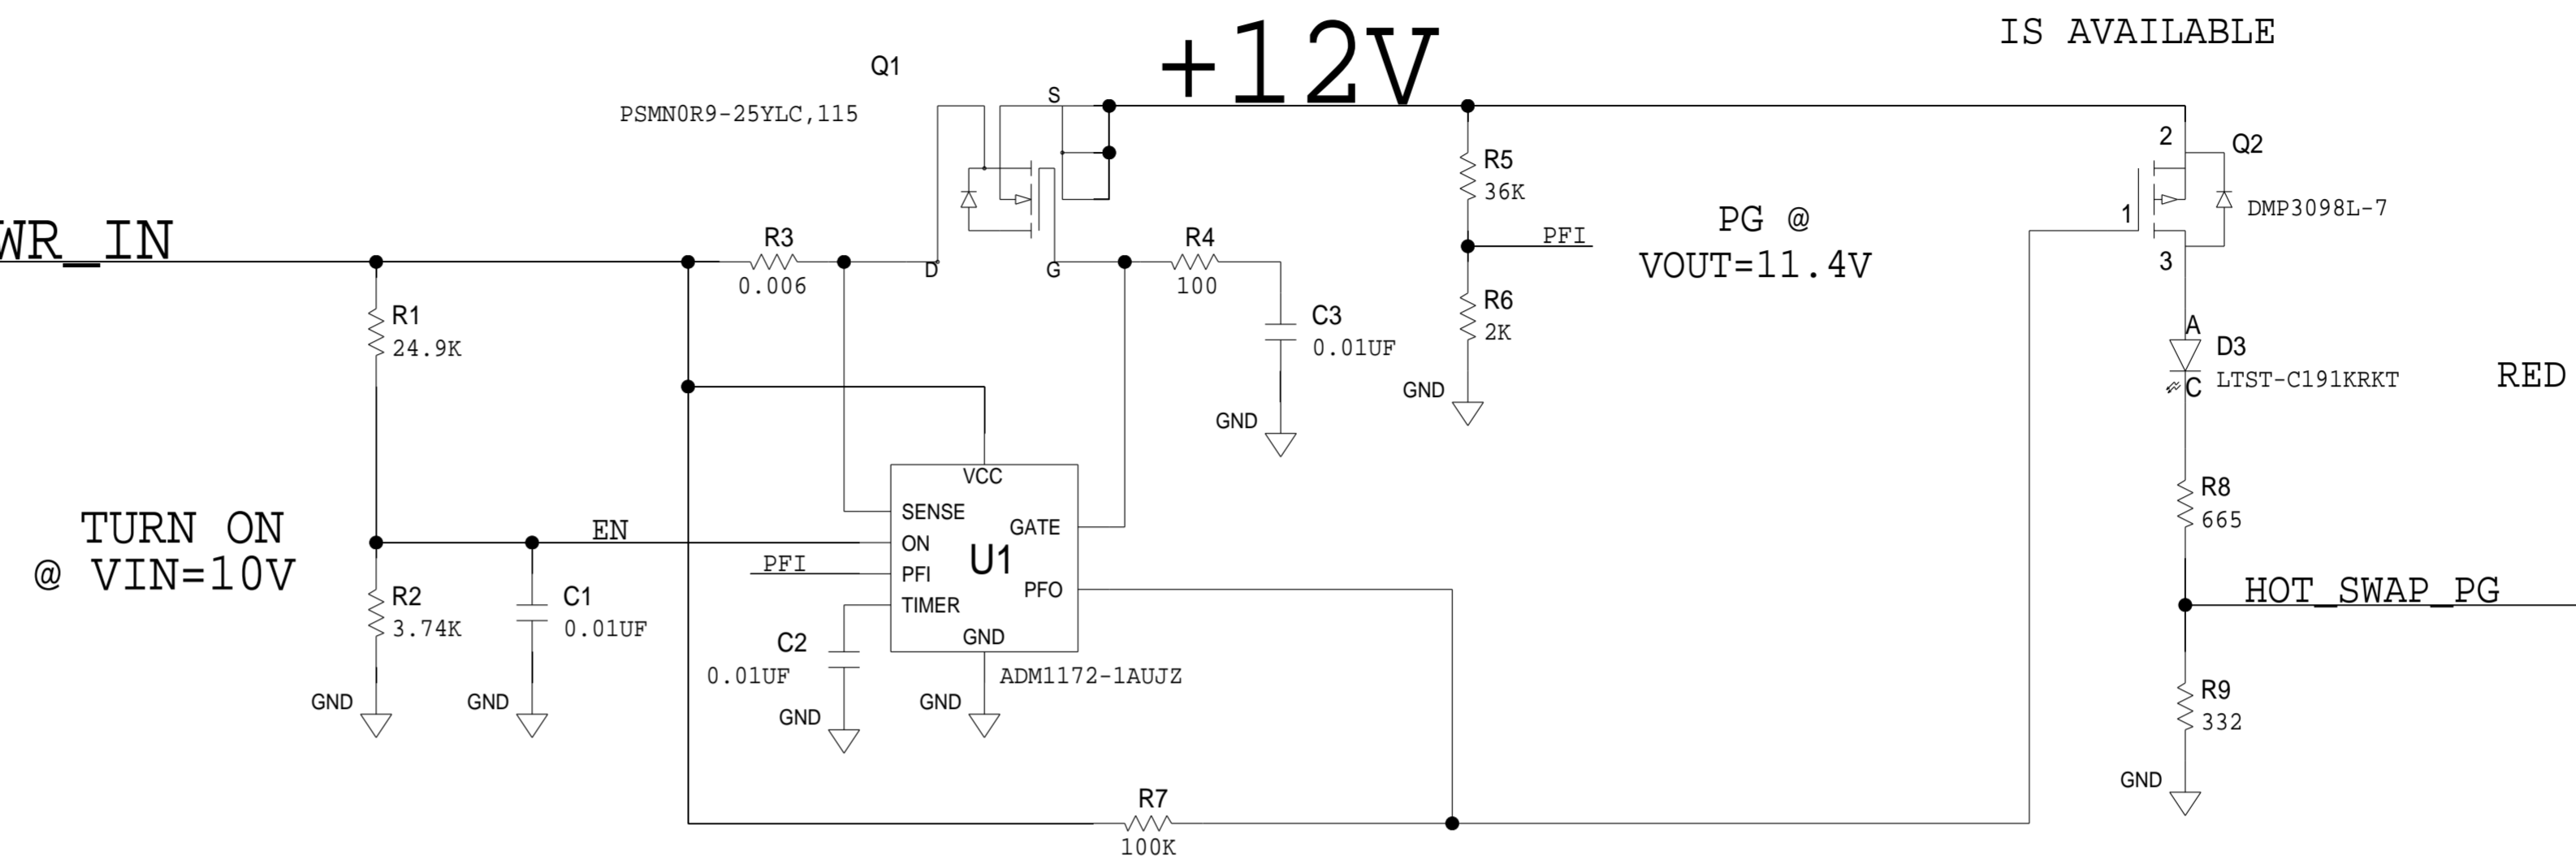 IS AVAILABLE
+12V
Q1
PSMN0R9-25YLC,115
S
D
G
WR_IN
R3
0.006
R4
100
R5
36K
PFI
R6
2K
GND
PG @
VOUT=11.4V
2
Q2
1
DMP3098L-7
3
A
D3
LTST-C191KRKT
C
RED
R1
24.9K
C3
0.01UF
GND
TURN ON
@ VIN=10V
EN
PFI
R2
3.74K
GND
C1
0.01UF
GND
VCC
SENSE
ON
PFI
TIMER
GATE
PFO
GND
U1
ADM1172-1AUJZ
GND
C2
0.01UF
GND
R8
665
HOT_SWAP_PG
R9
332
GND
R7
100K